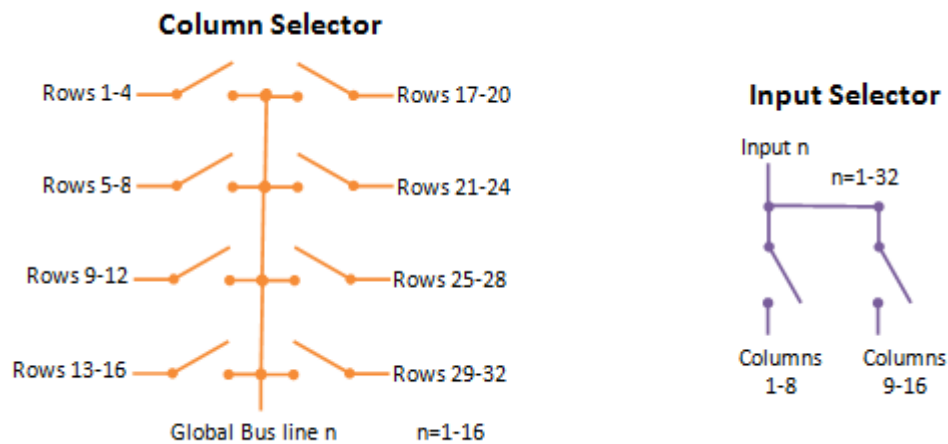 Column Selector
Rows 1-4
Rows 17-20
Rows 5-8
Rows 21-24
Rows 9-12
Rows 25-28
Rows 13-16
Rows 29-32
Global Bus line n
n=1-16
Input Selector
Input n
n=1-32
Columns
1-8
Columns
9-16